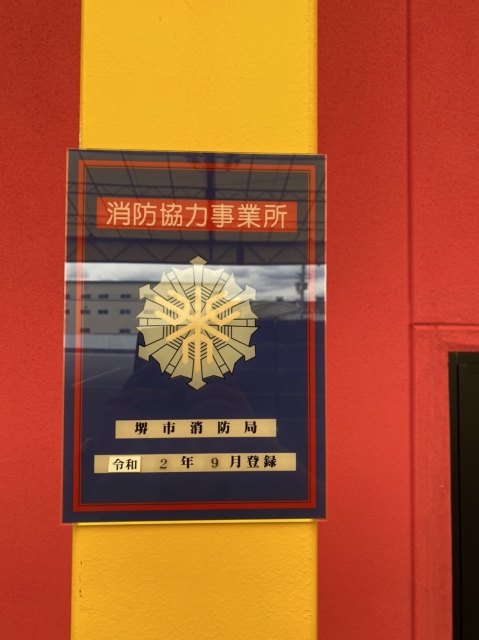 消防協力事業所
堺市消防局
令和 2 年 9 月登録